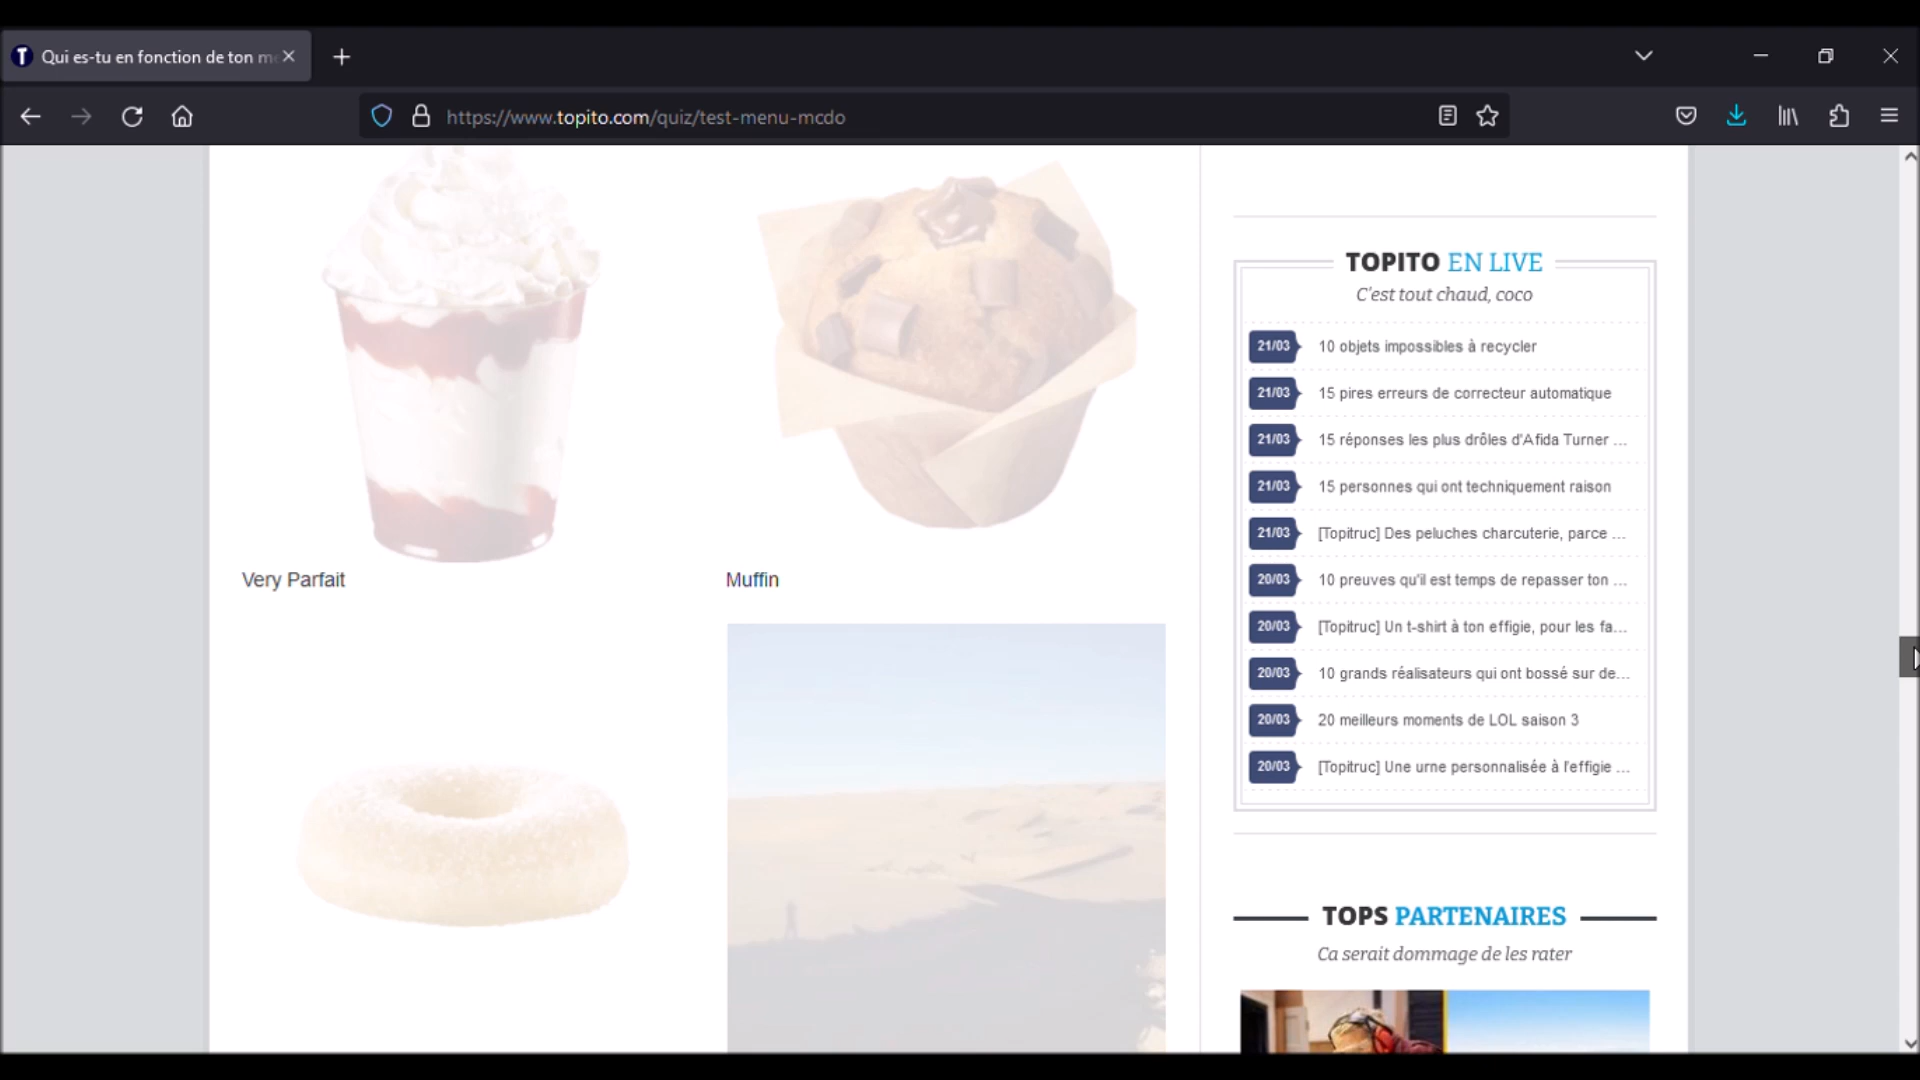 Qui es-tu en fonction de ton me
https://www.topito.com/quiz/test-menu-mcdo
Very Parfait
Muffin
TOPITO EN LIVE
C'est tout chaud, coco
21/03 10 objets impossibles à recycler
21/03 15 pires erreurs de correcteur automatique
21/03 15 réponses les plus drôles d'Afida Turner ...
21/03 15 personnes qui ont techniquement raison
21/03 [Topitruc] Des peluches charcuterie, parce ...
20/03 10 preuves qu'il est temps de repasser ton ...
20/03 [Topitruc] Un t-shirt à ton effigie, pour les fa...
20/03 10 grands réalisateurs qui ont bossé sur de...
20/03 20 meilleurs moments de LOL saison 3
20/03 [Topitruc] Une urne personnalisée à l'effigie ...
TOPS PARTENAIRES
Ca serait dommage de les rater